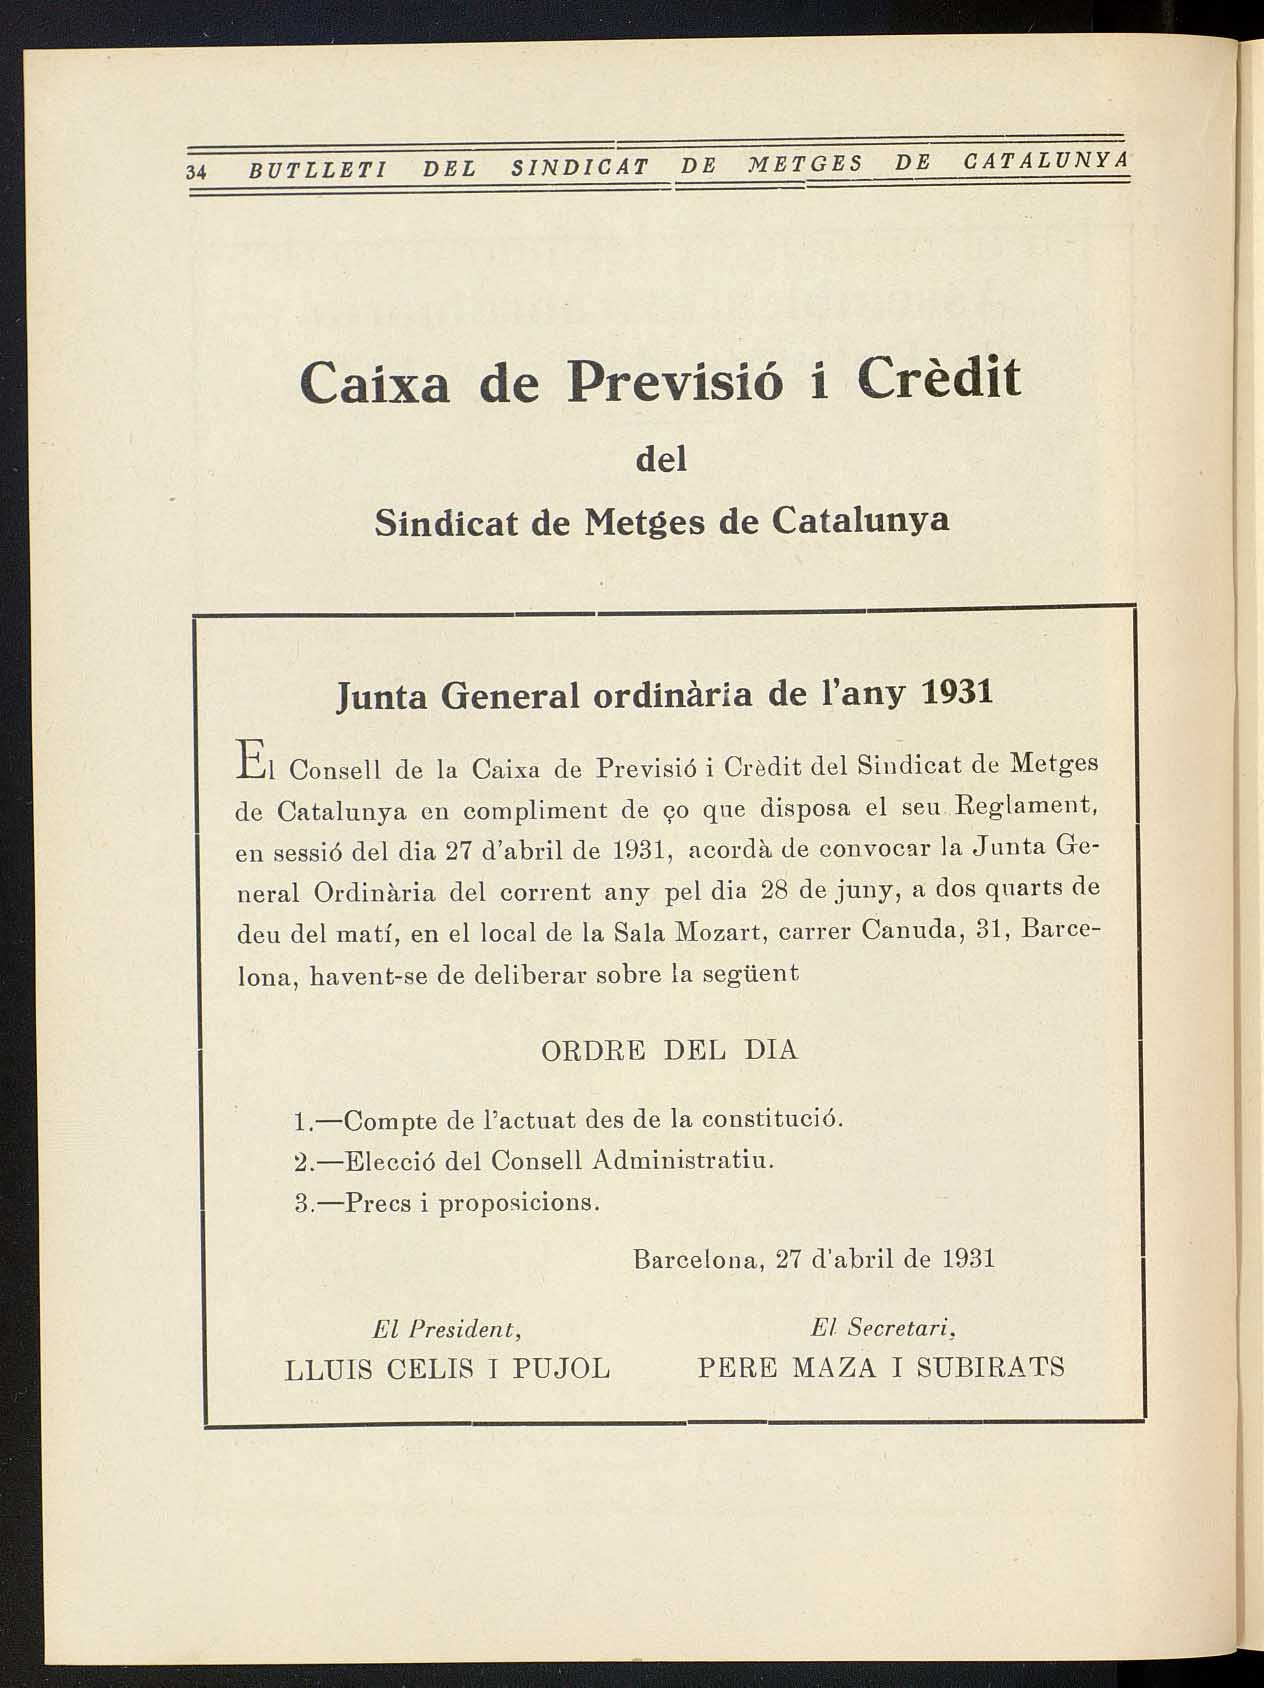 34 BUTLLETI DEL SINDICAT DE METGES DE CATALUNYA
Caixa de Previsió i Crèdit
del
Sindicat de Metges de Catalunya
Junta General ordinària de l'any 1931
El Consell de la Caixa de Previsió i Crèdit del Sindicat de Metges
de Catalunya en compliment de ço que disposa el seu Reglament,
en sessió del dia 27 d'abril de 1931, acordà de convocar la Junta Ge-
neral Ordinària del corrent any pel dia 28 de juny, a dos quarts de
deu del matí, en el local de la Sala Mozart, carrer Canuda, 31, Barce-
lona, havent-se de deliberar sobre la següent
ORDRE DEL DIA
1.—Compte de l'actuat des de la constitució.
2.—Elecció del Consell Administratiu.
3.—Precs i proposicions.
Barcelona, 27 d'abril de 1931
El President,
LLUIS CELIS I PUJOL
El Secretari,
PERE MAZA I SUBIRATS